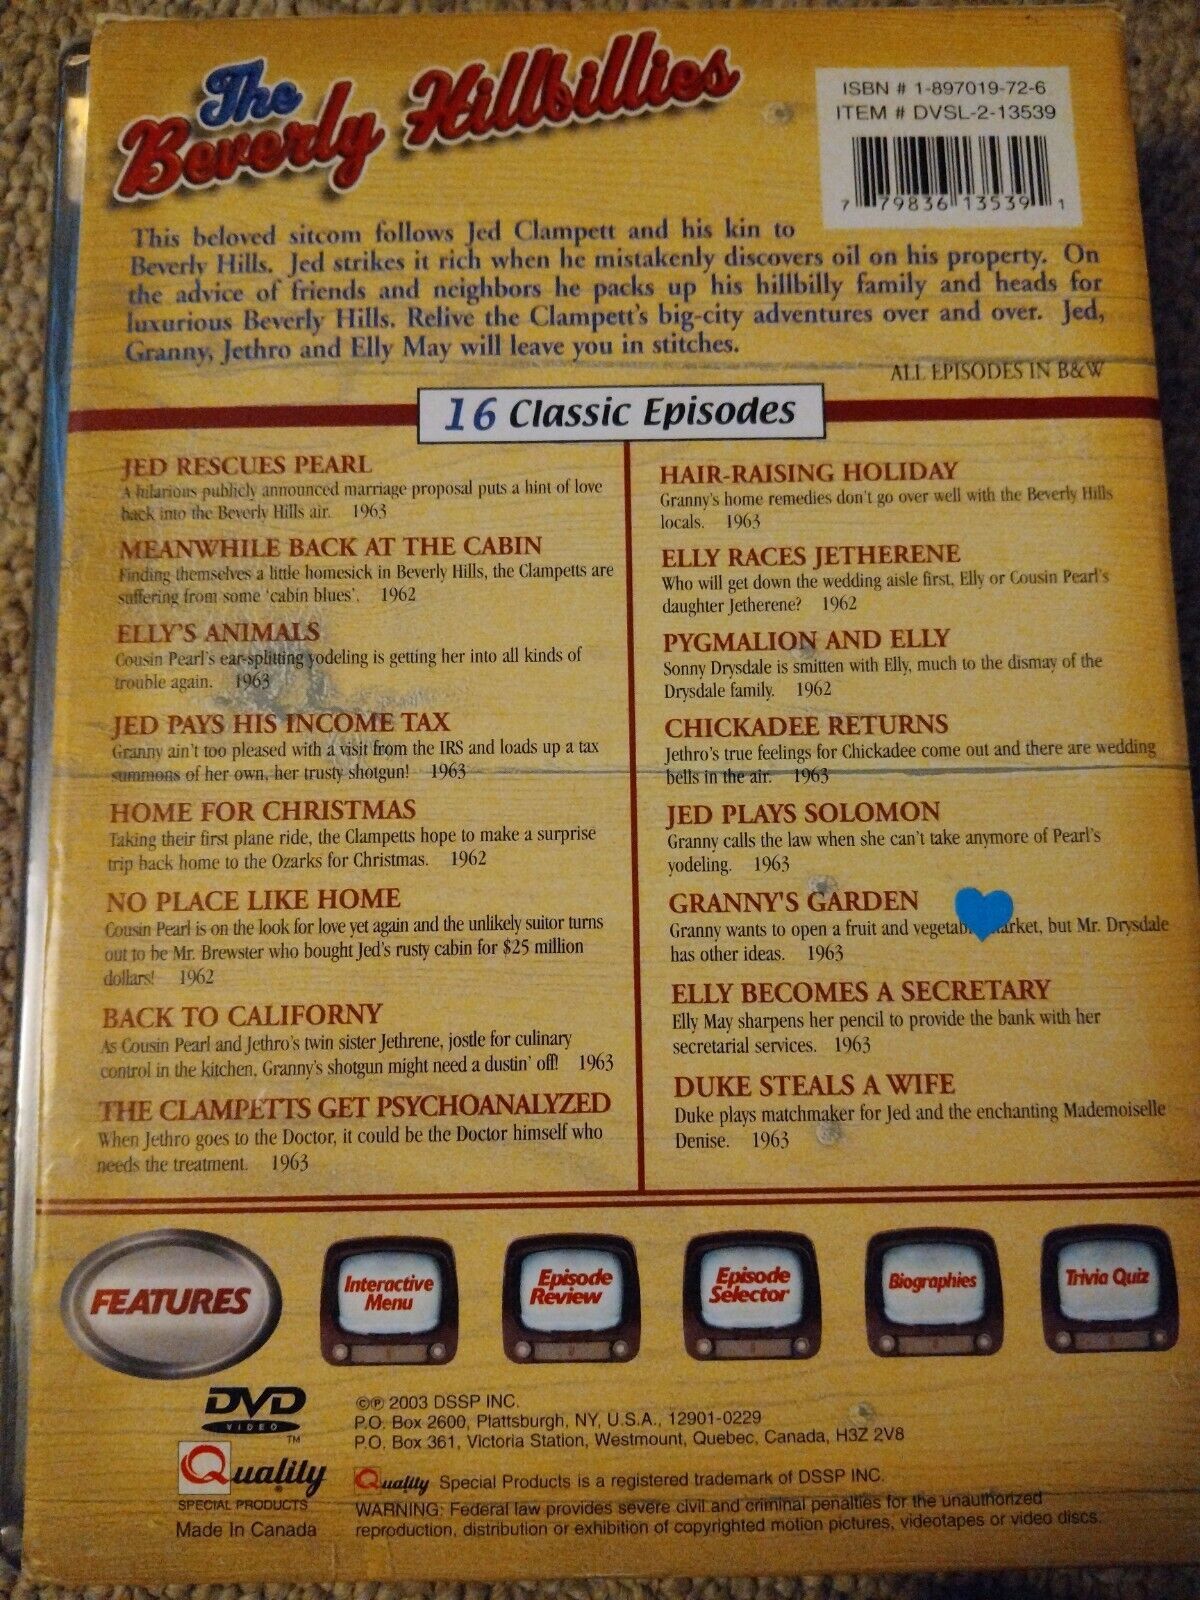 The
Beverly Hillbillies
ISBN # 1-897019-72-6
ITEM # DVSL-2-13539
7 79836 13539 1
This beloved sitcom follows Jed Clampett and his kin to
Beverly Hills. Jed strikes it rich when he mistakenly discovers oil on his property. On
the advice of friends and neighbors he packs up his hillbilly family and heads for
luxurious Beverly Hills. Relive the Clampett's big-city adventures over and over. Jed,
Granny, Jethro and Elly May will leave you in stitches.
ALL EPISODES IN B&W
16 Classic Episodes
JED RESCUES PEARL
A hilarious publicly announced marriage proposal puts a hint of love
back into the Beverly Hills air. 1963
MEANWHILE BACK AT THE CABIN
Finding themselves a little homesick in Beverly Hills, the Clampetts are
suffering from some 'cabin blues'. 1962
ELLY'S ANIMALS
Cousin Pearl's ear-splitting yodeling is getting her into all kinds of
trouble again. 1963
JED PAYS HIS INCOME TAX
Granny ain't too pleased with a visit from the IRS and loads up a tax
summons of her own, her trusty shotgun! 1963
HOME FOR CHRISTMAS
Taking their first plane ride, the Clampetts hope to make a surprise
trip back home to the Ozarks for Christmas. 1962
NO PLACE LIKE HOME
Cousin Pearl is on the look for love yet again and the unlikely suitor turns
out to be Mr. Brewster who bought Jed's rusty cabin for $25 million
dollars! 1962
BACK TO CALIFORNY
As Cousin Pearl and Jethro's twin sister Jethrene, jostle for culinary
control in the kitchen, Granny's shotgun might need a dustin' off! 1963
THE CLAMPETTS GET PSYCHOANALYZED
When Jethro goes to the Doctor, it could be the Doctor himself who
needs the treatment. 1963
HAIR-RAISING HOLIDAY
Granny's home remedies don't go over well with the Beverly Hills
locals. 1963
ELLY RACES JETHERENE
Who will get down the wedding aisle first, Elly or Cousin Pearl's
daughter Jetherene? 1962
PYGMALION AND ELLY
Sonny Drysdale is smitten with Elly, much to the dismay of the
Drysdale family. 1962
CHICKADEE RETURNS
Jethro's true feelings for Chickadee come out and there are wedding
bells in the air. 1963
JED PLAYS SOLOMON
Granny calls the law when she can't take anymore of Pearl's
yodeling. 1963
GRANNY'S GARDEN
Granny wants to open a fruit and but Mr. Drysdale
has other ideas. 1963
ELLY BECOMES A SECRETARY
Elly May sharpens her pencil to provide the bank with her
secretarial services. 1963
DUKE STEALS A WIFE
Duke plays matchmaker for Jed and the enchanting Mademoiselle
Denise. 1963
FEATURES
Interactive
Menu
Episode
Review
Episode
Selector
Biographies
Trivia Quiz
DVD
VIDEO
TM
Quality
SPECIAL PRODUCTS
Made In Canada
©℗ 2003 DSSP INC.
P.O. Box 2600, Plattsburgh, NY, U.S.A., 12901-0229
P.O. Box 361, Victoria Station, Westmount, Quebec, Canada, H3Z 2V8
Quality Special Products is a registered trademark of DSSP INC.
WARNING: Federal law provides severe civil and criminal penalties for the unauthorized
reproduction, distribution or exhibition of copyrighted motion pictures, videotapes or video discs.